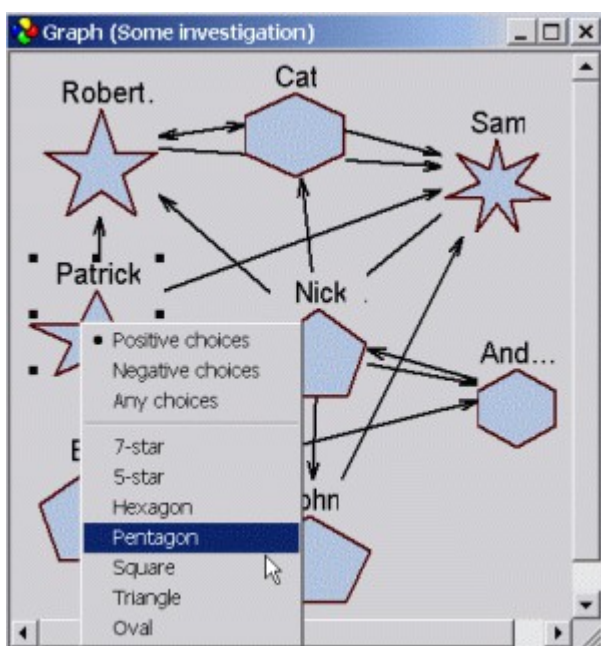 Graph (Some investigation)
Cat
Robert.
Sam
Patrick
Nick
And...
Positive choices
Negative choices
Any choices
7-star
5-star
Hexagon
Pentagon
Square
Triangle
Oval